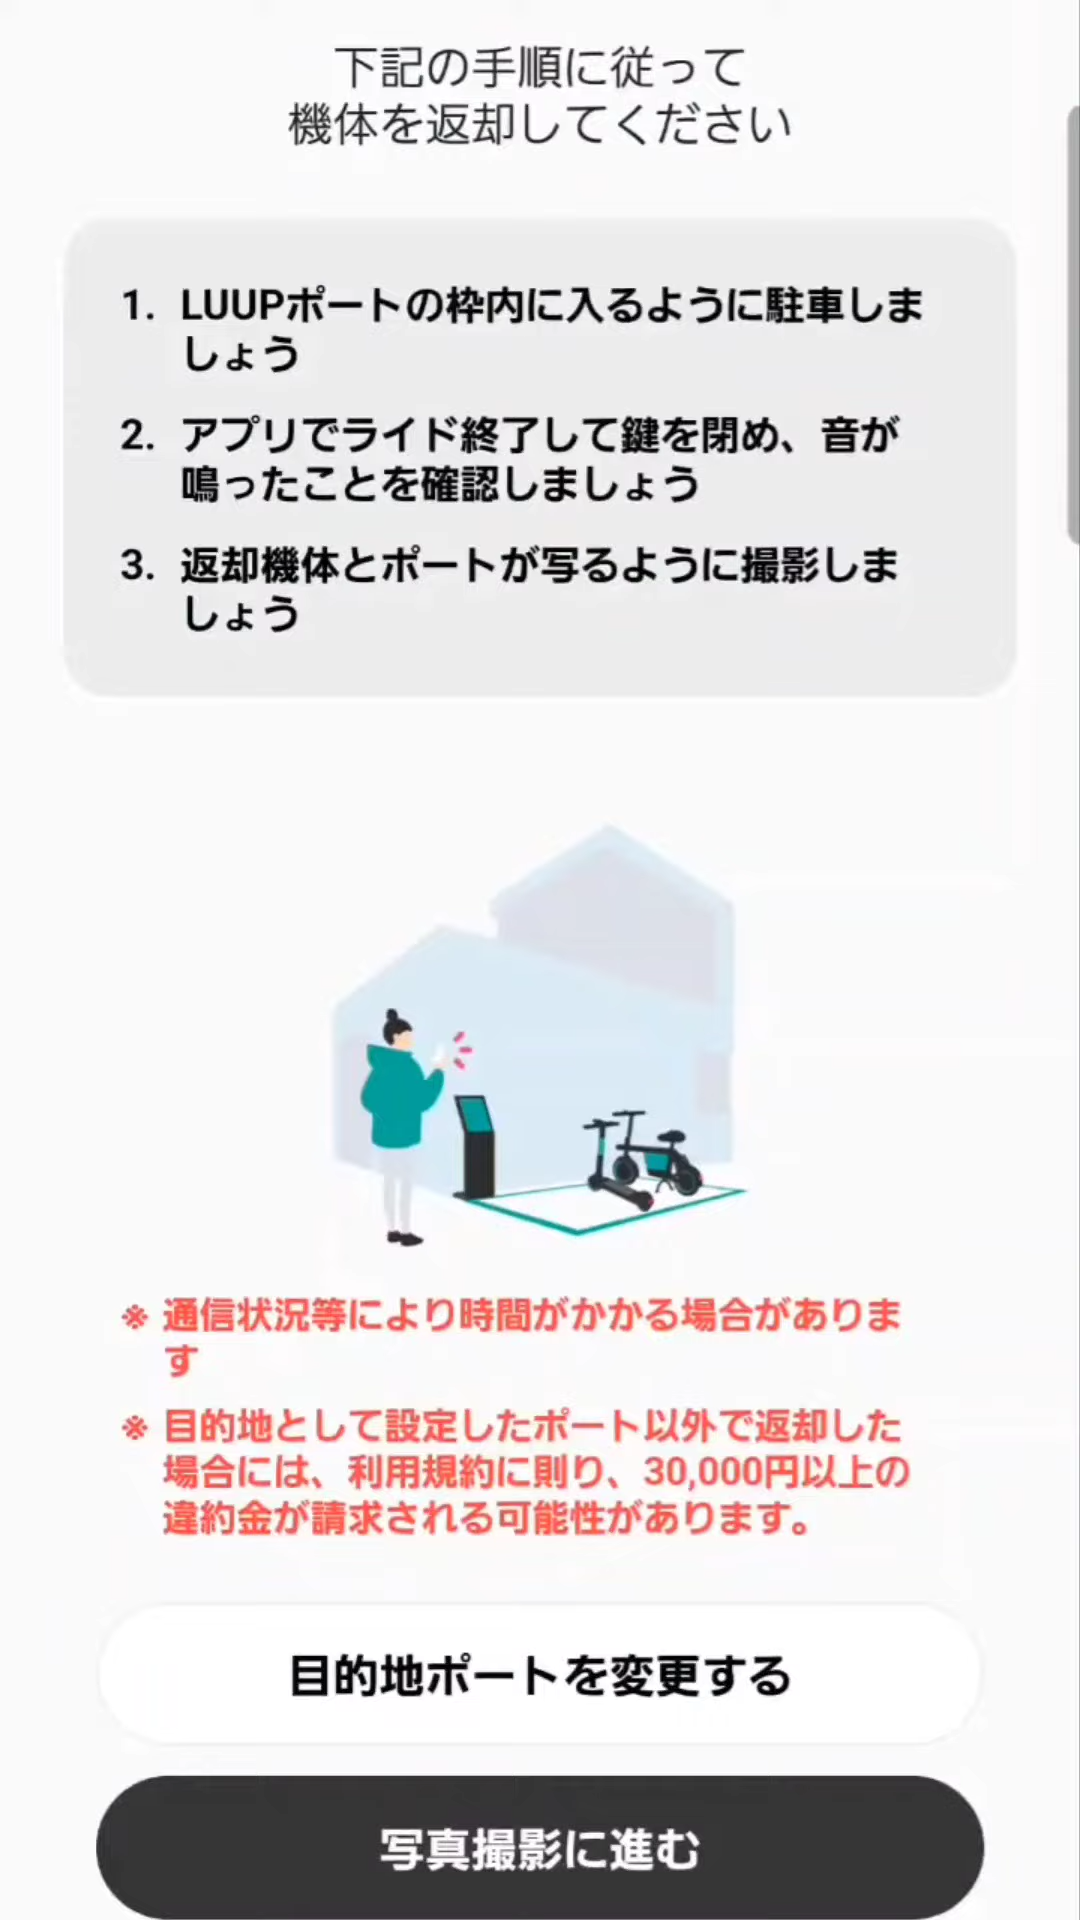 下記の手順に従って
機体を返却してください
1. LUUPポートの枠内に入るように駐車しま
しょう
2. アプリでライド終了して鍵を閉め、音が
鳴ったことを確認しましょう
3. 返却機体とポートが写るように撮影しま
しょう
※ 通信状況等により時間がかかる場合がありま
す
※ 目的地として設定したポート以外で返却した
場合には、利用規約に則り、30,000円以上の
違約金が請求される可能性があります。
目的地ポートを変更する
写真撮影に進む